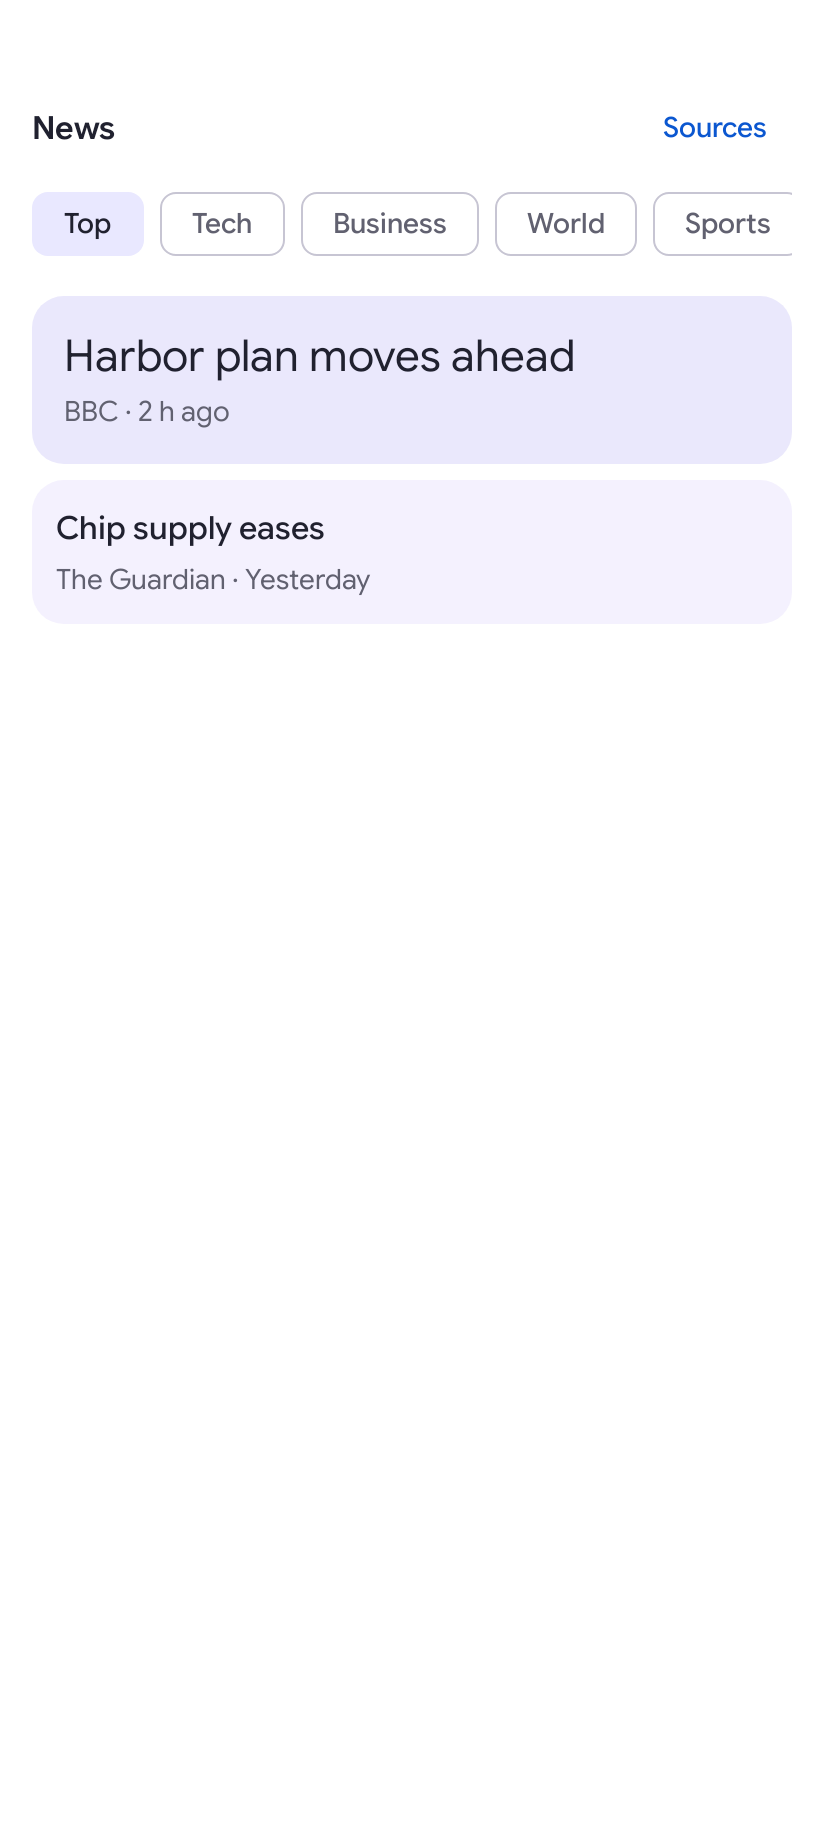 News
Sources
Top
Tech
Business
World
Sports
Harbor plan moves ahead
BBC · 2 h ago
Chip supply eases
The Guardian · Yesterday